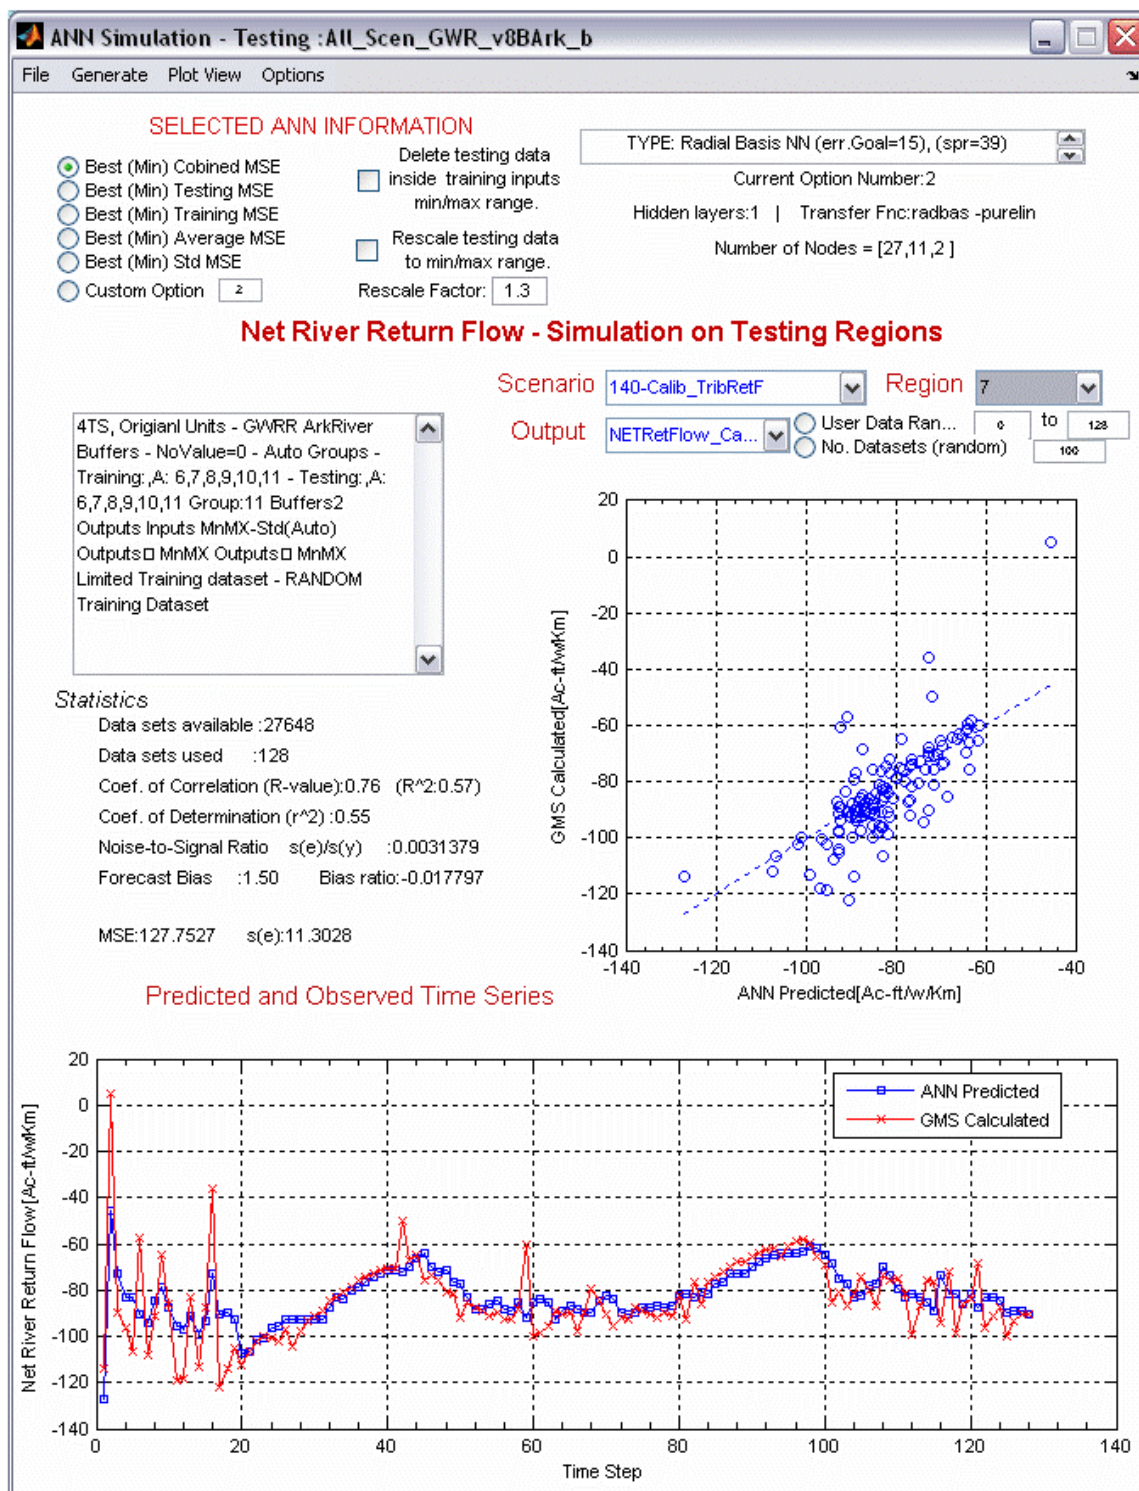 ANN Simulation - Testing :All_Scen_GWR_v8BArk_b
File Generate Plot View Options
SELECTED ANN INFORMATION
Best (Min) Cobined MSE
Best (Min) Testing MSE
Best (Min) Training MSE
Best (Min) Average MSE
Best (Min) Std MSE
Custom Option 2
Delete testing data
inside training inputs
min/max range.
Rescale testing data
to min/max range.
Rescale Factor: 1.3
TYPE: Radial Basis NN (err.Goal=15), (spr=39)
Current Option Number:2
Hidden layers:1 | Transfer Fnc:radbas -purelin
Number of Nodes = [27,11,2 ]
Net River Return Flow - Simulation on Testing Regions
Scenario 140-Calib_TribRetF Region 7
Output NETRetFlow_Ca...
User Data Ran... 0 to 128
No. Datasets (random) 100
4TS, Origianl Units - GWRR ArkRiver
Buffers - NoValue=0 - Auto Groups -
Training:,A: 6,7,8,9,10,11 - Testing:,A:
6,7,8,9,10,11 Group:11 Buffers2
Outputs Inputs MnMX-Std(Auto)
Outputs□ MnMX Outputs□ MnMX
Limited Training dataset - RANDOM
Training Dataset
Statistics
Data sets available :27648
Data sets used :128
Coef. of Correlation (R-value):0.76 (R^2:0.57)
Coef. of Determination (r^2) :0.55
Noise-to-Signal Ratio s(e)/s(y) :0.0031379
Forecast Bias :1.50 Bias ratio:-0.017797
MSE:127.7527 s(e):11.3028
GMS Calculated[Ac-ft/w/Km]
20
0
-20
-40
-60
-80
-100
-120
-140
-140 -120 -100 -80 -60 -40
ANN Predicted[Ac-ft/w/Km]
Predicted and Observed Time Series
Net River Return Flow[Ac-ft/w/Km]
20
0
-20
-40
-60
-80
-100
-120
-140
ANN Predicted
GMS Calculated
0 20 40 60 80 100 120 140
Time Step